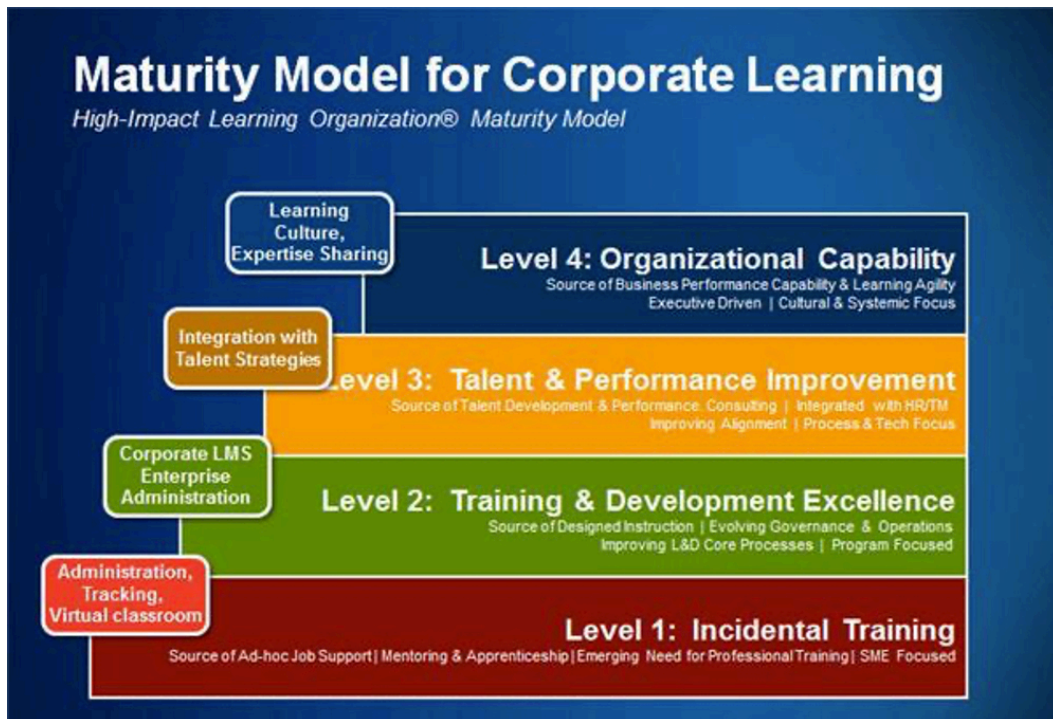 Maturity Model for Corporate Learning
High-Impact Learning Organization® Maturity Model
Learning
Culture,
Expertise Sharing
Level 4: Organizational Capability
Source of Business Performance Capability & Learning Agility
Executive Driven | Cultural & Systemic Focus
Integration with
Talent Strategies
Level 3: Talent & Performance Improvement
Source of Talent Development & Performance Consulting | Integrated with HR/TM
Improving Alignment | Process & Tech Focus
Corporate LMS
Enterprise
Administration
Level 2: Training & Development Excellence
Source of Designed Instruction | Evolving Governance & Operations
Improving L&D Core Processes | Program Focused
Administration,
Tracking,
Virtual classroom
Level 1: Incidental Training
Source of Ad-hoc Job Support| Mentoring & Apprenticeship|Emerging Need for Professional Training| SME Focused